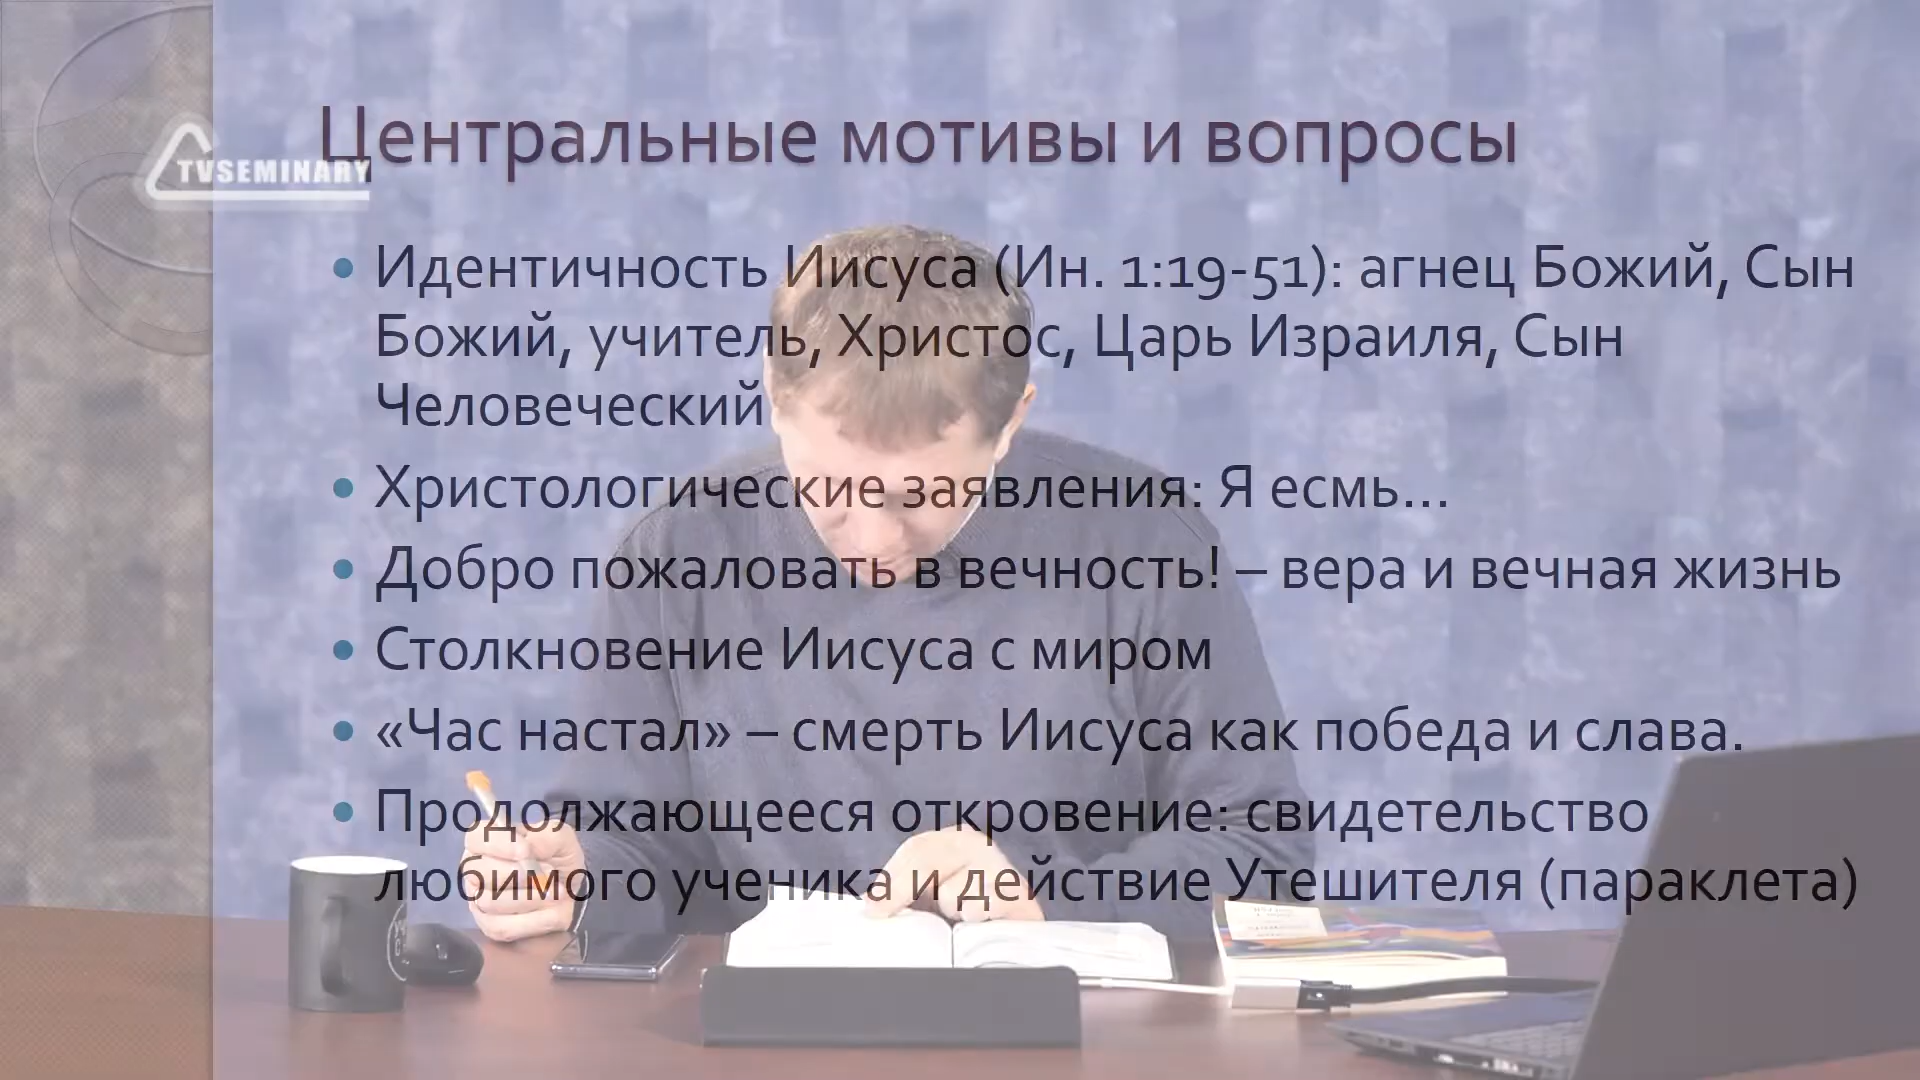 Центральные мотивы и вопросы
TVSEMINARY
Идентичность Иисуса (Ин. 1:19-51): агнец Божий, Сын
Божий, учитель, Христос, Царь Израиля, Сын
Человеческий
Христологические заявления: Я есмь…
Добро пожаловать в вечность! – вера и вечная жизнь
Столкновение Иисуса с миром
«Час настал» – смерть Иисуса как победа и слава.
Продолжающееся откровение: свидетельство
любимого ученика и действие Утешителя (параклета)